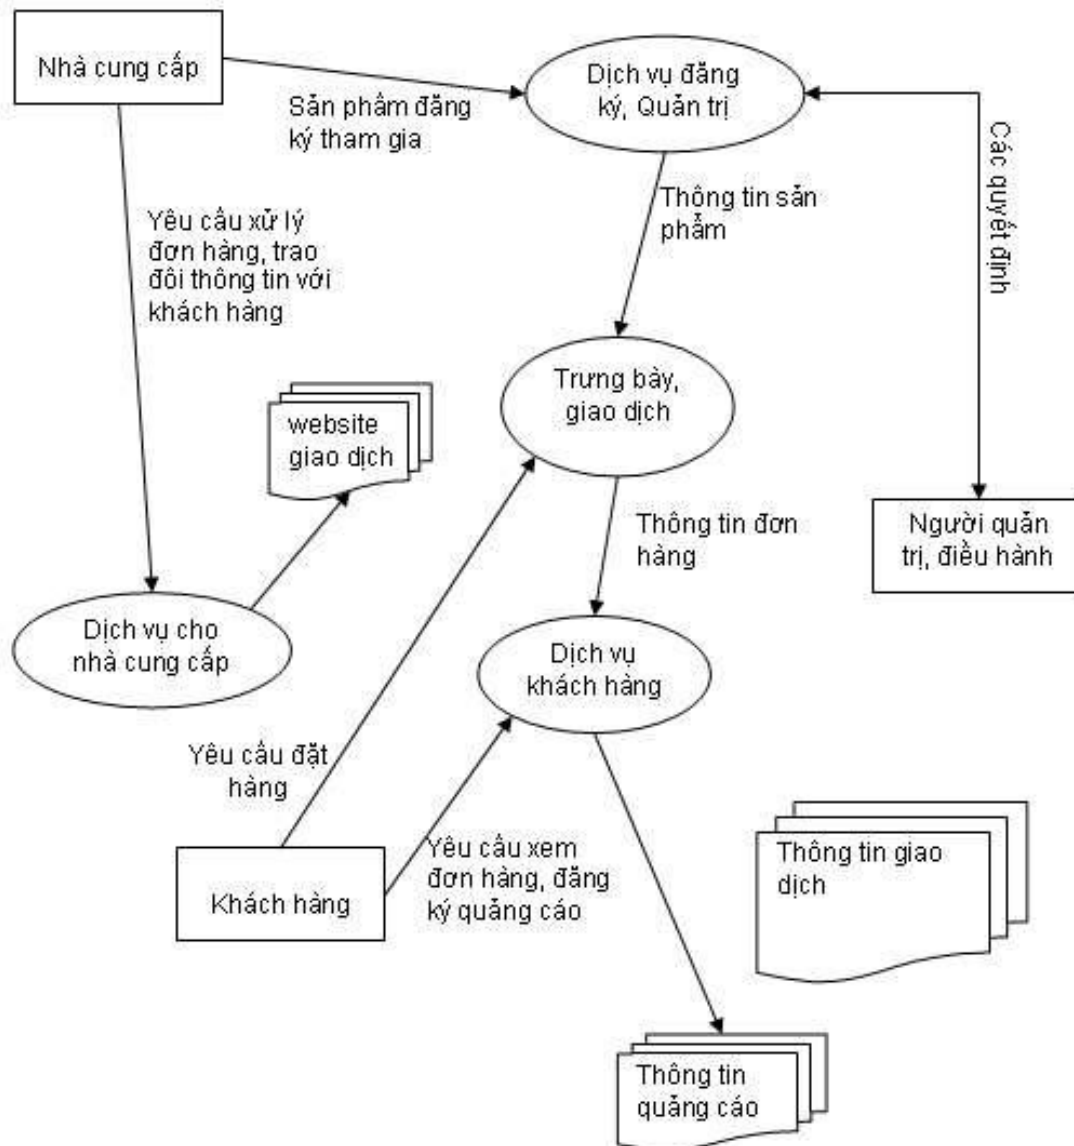 Nhà cung cấp
Dịch vụ đăng
ký, Quản trị
Sản phẩm đăng
ký tham gia
Các quyết định
Thông tin sản
phẩm
Yêu cầu xử lý
đơn hàng, trao
đổi thông tin với
khách hàng
Trưng bày,
giao dịch
website
giao dịch
Thông tin đơn
hàng
Người quản
trị, điều hành
Dịch vụ cho
nhà cung cấp
Dịch vụ
khách hàng
Yêu cầu đặt
hàng
Yêu cầu xem
đơn hàng, đăng
ký quảng cáo
Khách hàng
Thông tin giao
dịch
Thông tin
quảng cáo